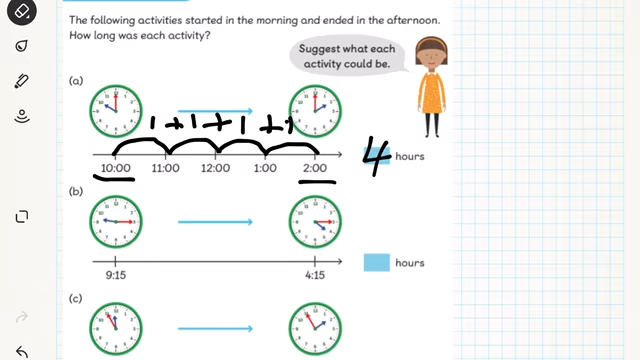 The following activities started in the morning and ended in the afternoon.
How long was each activity?
Suggest what each
activity could be.
(a)
1 + 1 + 1 + 1
4 hours
10:00 11:00 12:00 1:00 2:00
(b)
hours
9:15 4:15
(c)